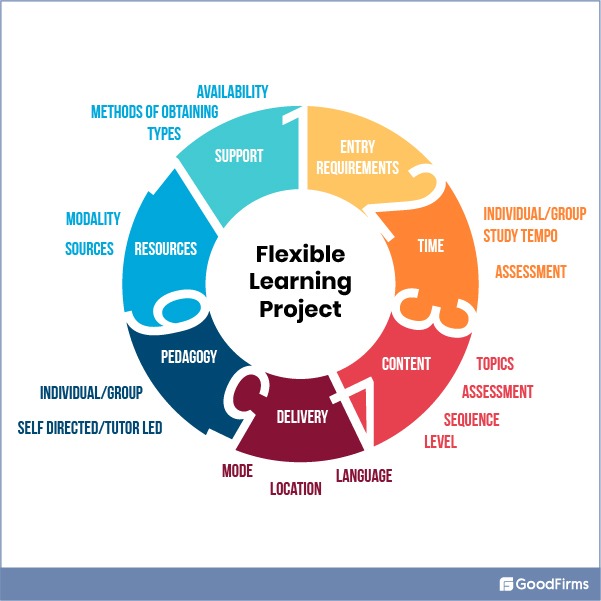 AVAILABILITY
METHODS OF OBTAINING
TYPES
SUPPORT
1
ENTRY
REQUIREMENTS
2
TIME
INDIVIDUAL/GROUP
STUDY TEMPO
ASSESSMENT
3
CONTENT
TOPICS
ASSESSMENT
SEQUENCE
LEVEL
4
DELIVERY
LANGUAGE
LOCATION
MODE
5
PEDAGOGY
INDIVIDUAL/GROUP
SELF DIRECTED/TUTOR LED
6
RESOURCES
MODALITY
SOURCES
7
Flexible
Learning
Project
GoodFirms